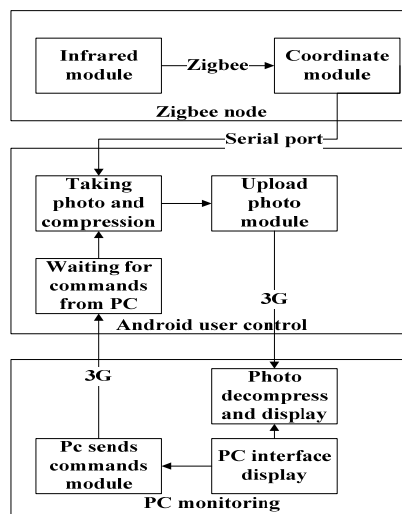 Infrared
module
Zigbee
Coordinate
module
Zigbee node
Serial port
Taking
photo and
compression
Upload
photo
module
Waiting for
commands
from PC
3G
Android user control
3G
Photo
decompress
and display
Pc sends
commands
module
PC interface
display
PC monitoring